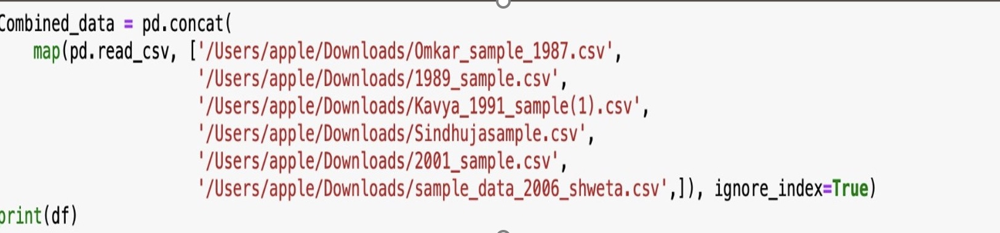 Combined_data = pd.concat(
    map(pd.read_csv, ['/Users/apple/Downloads/Omkar_sample_1987.csv',
                      '/Users/apple/Downloads/1989_sample.csv',
                      '/Users/apple/Downloads/Kavya_1991_sample(1).csv',
                      '/Users/apple/Downloads/Sindhujasample.csv',
                      '/Users/apple/Downloads/2001_sample.csv',
                      '/Users/apple/Downloads/sample_data_2006_shweta.csv',]), ignore_index=True)
print(df)